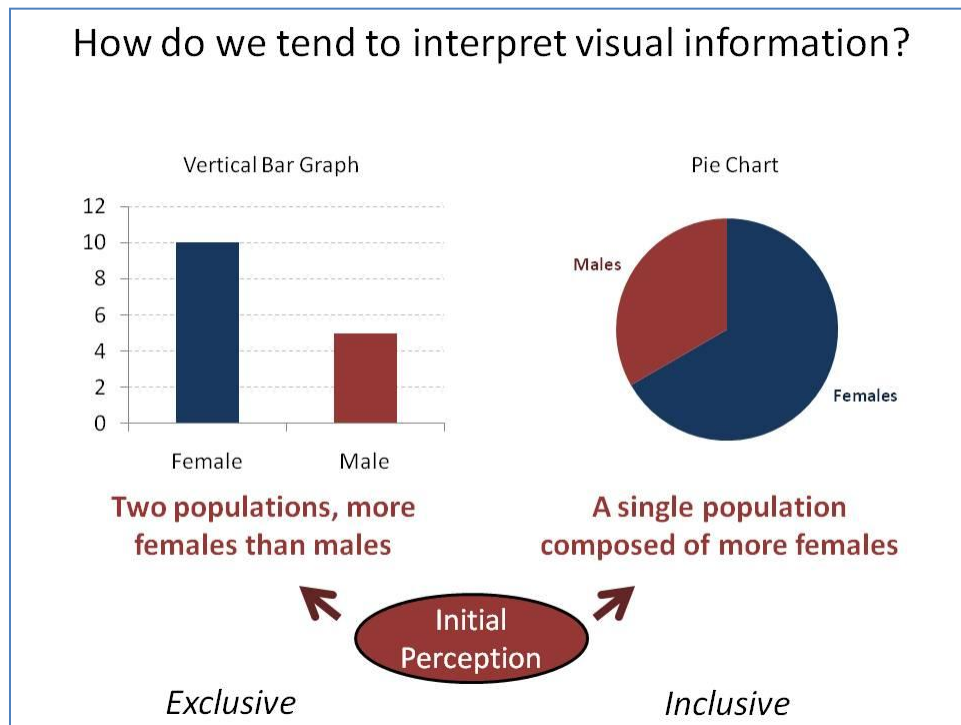 How do we tend to interpret visual information?
Vertical Bar Graph
12
10
8
6
4
2
0
Female Male
Two populations, more
females than males
Pie Chart
Males
Females
A single population
composed of more females
Initial
Perception
Exclusive
Inclusive